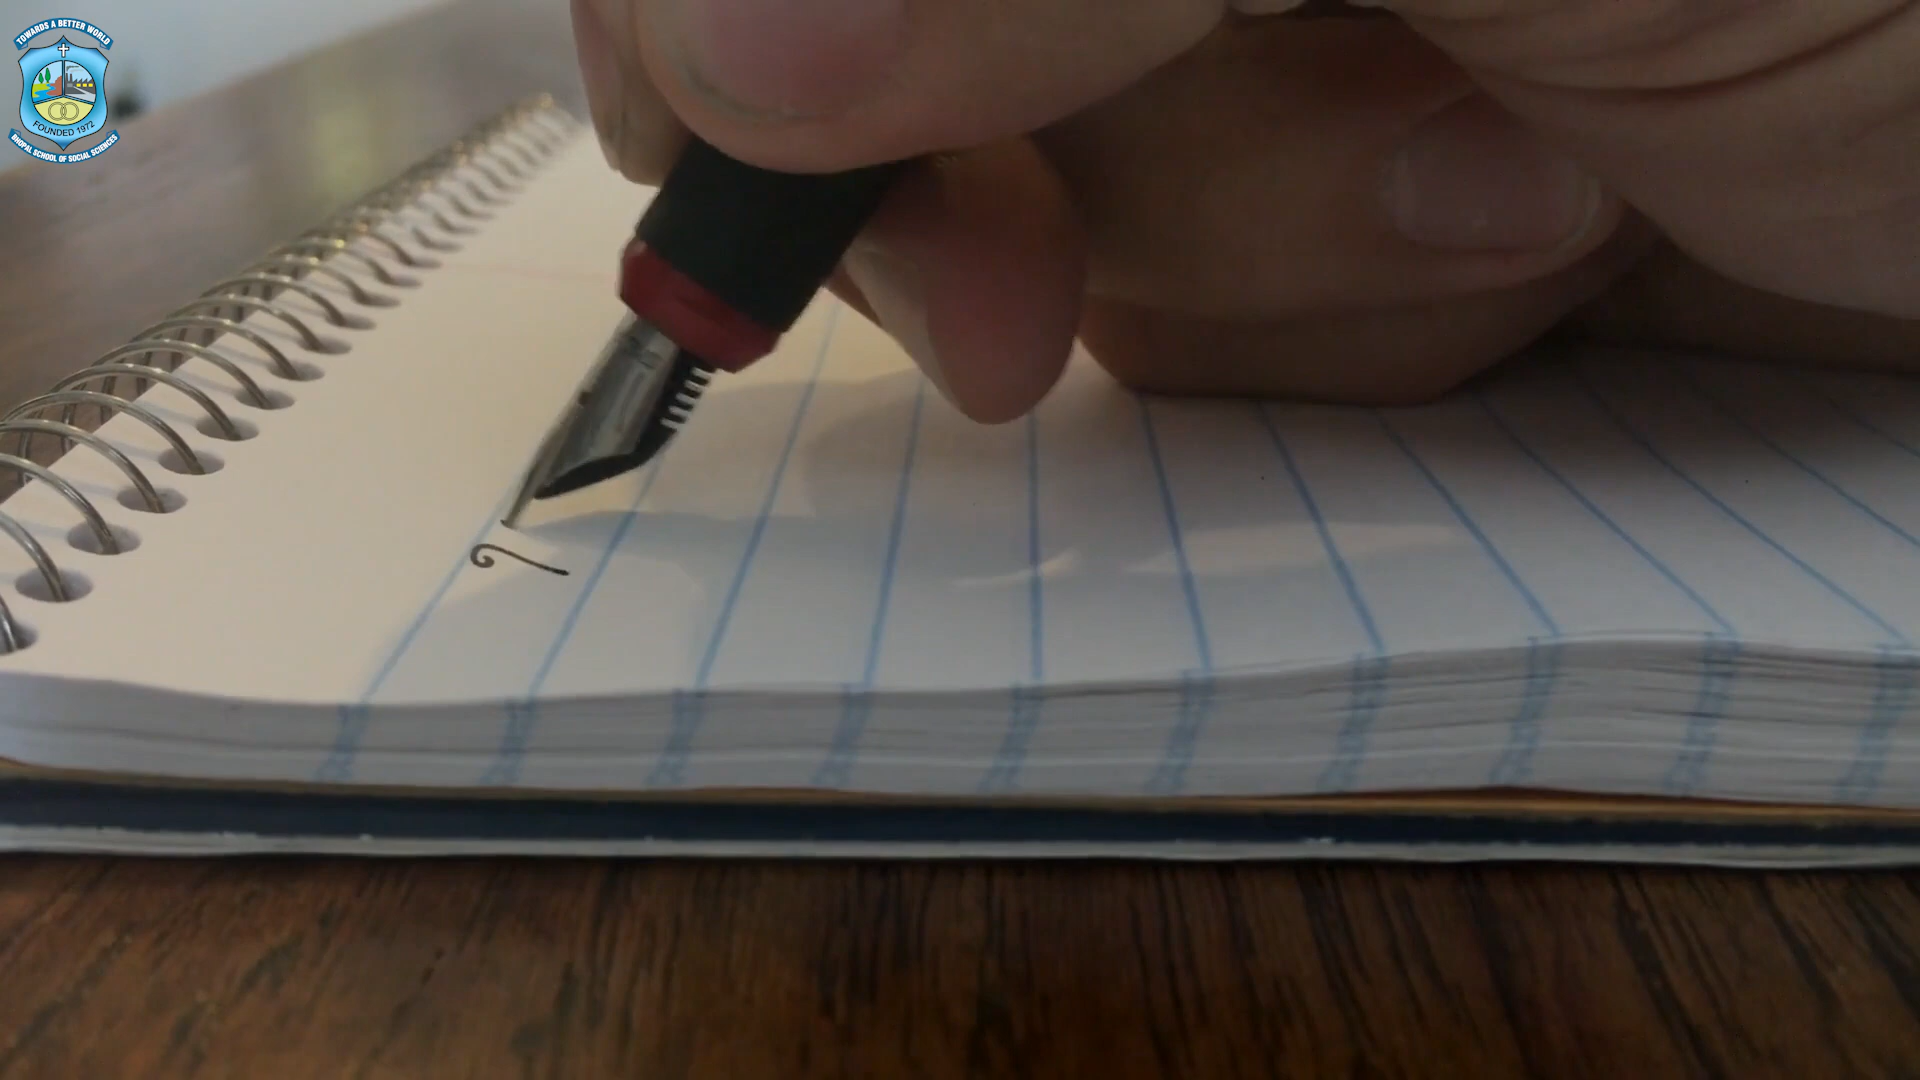 TOWARDS A BETTER WORLD
FOUNDED 1972
BHOPAL SCHOOL OF SOCIAL SCIENCES